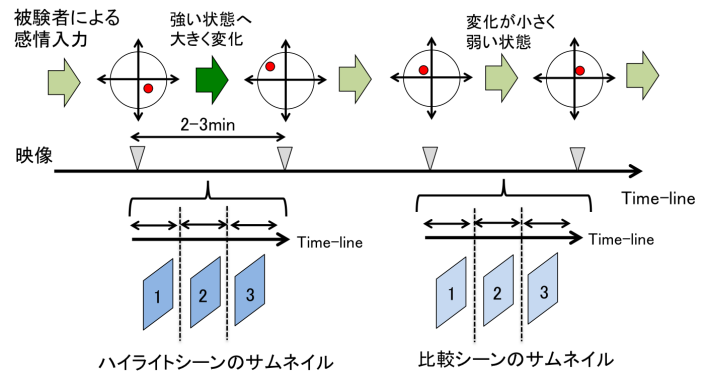 被験者による
感情入力
強い状態へ
大きく変化
変化が小さく
弱い状態
2-3min
映像
Time-line
Time-line
Time-line
1
2
3
1
2
3
ハイライトシーンのサムネイル
比較シーンのサムネイル